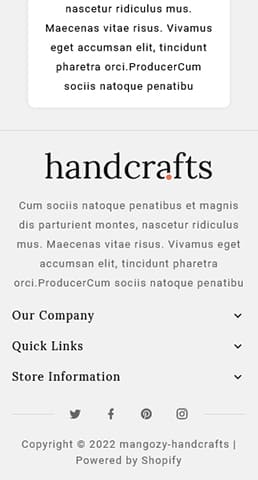 nascetur ridiculus mus.
Maecenas vitae risus. Vivamus
eget accumsan elit, tincidunt
pharetra orci.ProducerCum
sociis natoque penatibu
handcrafts
Cum sociis natoque penatibus et magnis
dis parturient montes, nascetur ridiculus
mus. Maecenas vitae risus. Vivamus eget
accumsan elit, tincidunt pharetra
orci.ProducerCum sociis natoque penatibu
Our Company
Quick Links
Store Information
Copyright © 2022 mangozy-handcrafts |
Powered by Shopify